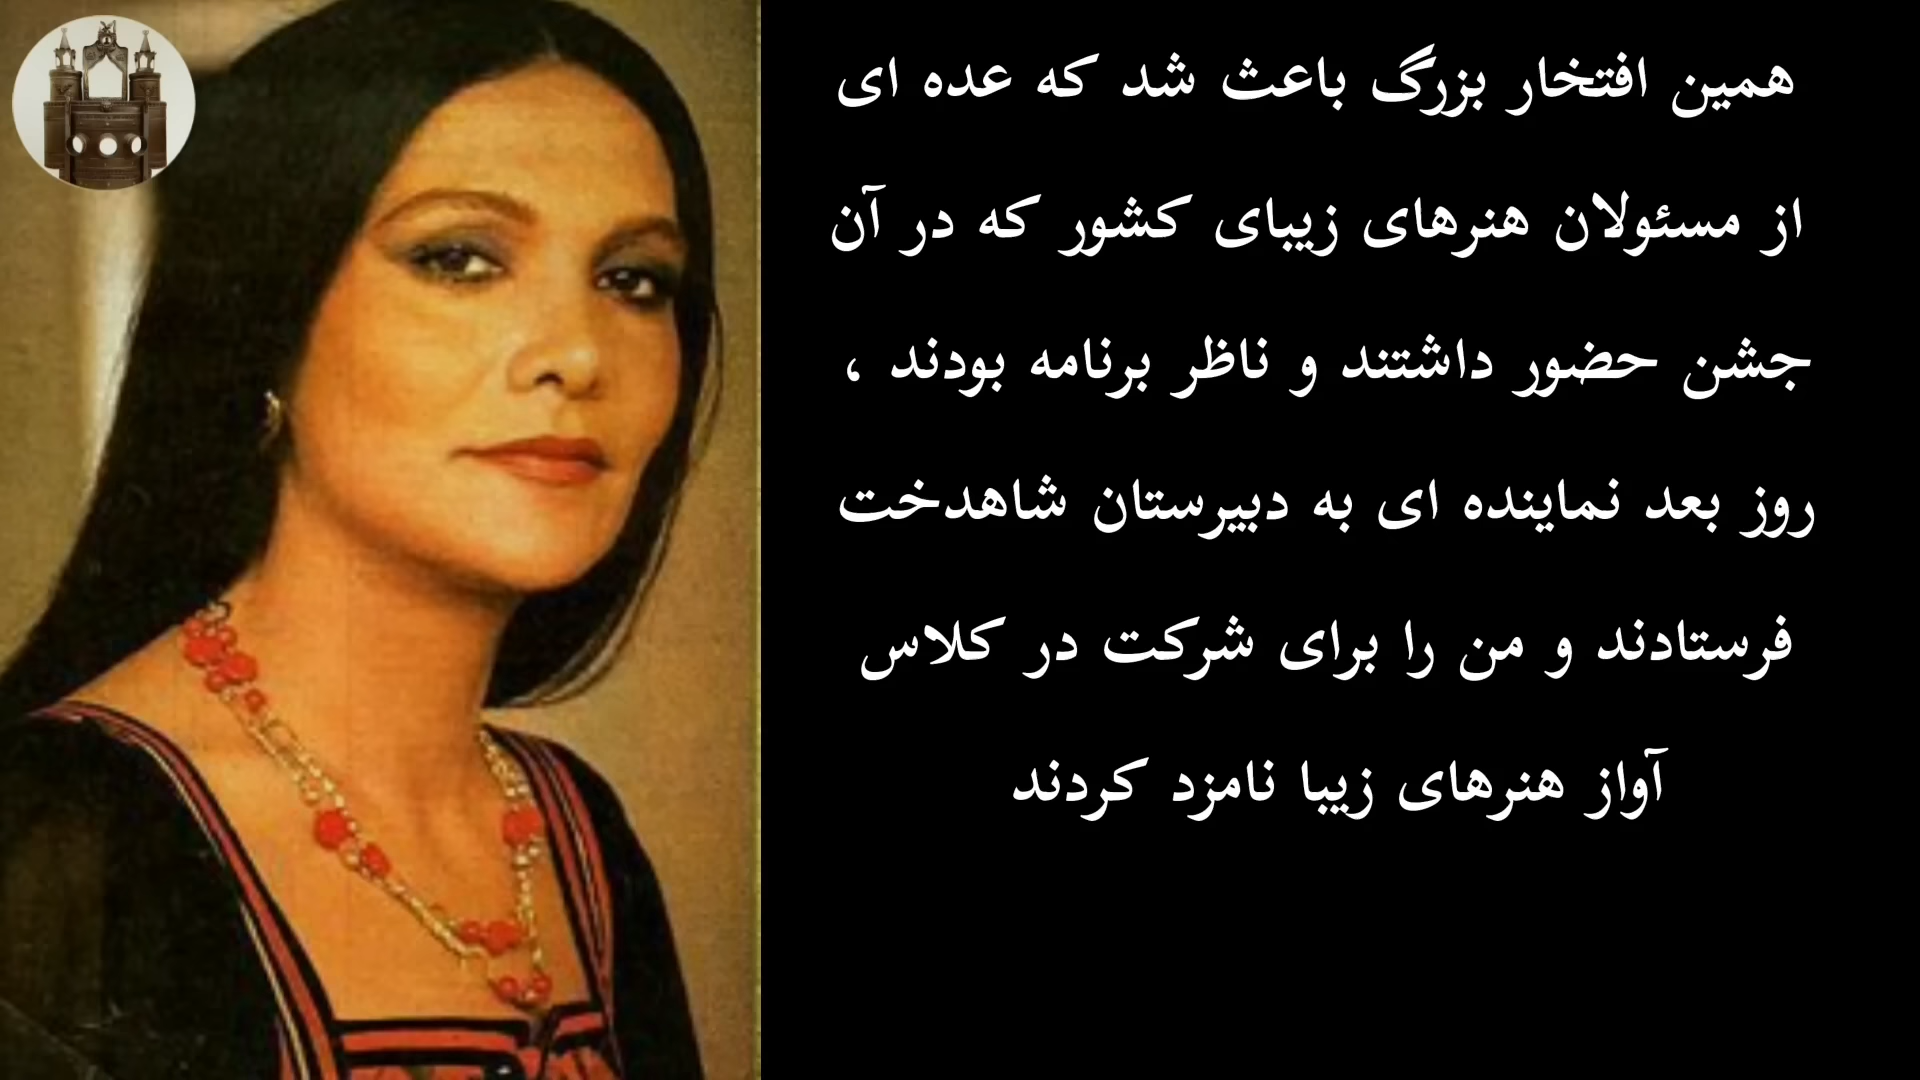 همین افتخار بزرگ باعث شد که عده ای
از مسئولان هنرهای زیبای کشور که در آن
جشن حضور داشتند و ناظر برنامه بودند ،
روز بعد نماینده ای به دبیرستان شاهدخت
فرستادند و من را برای شرکت در کلاس
آواز هنرهای زیبا نامزد کردند